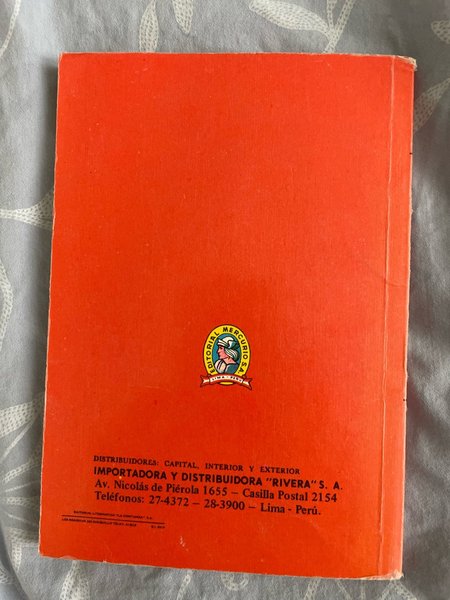 EDITORIAL MERCURIO S.A.
LIMA - PERU
DISTRIBUIDORES: CAPITAL, INTERIOR Y EXTERIOR
IMPORTADORA Y DISTRIBUIDORA "RIVERA" S. A.
Av. Nicolás de Piérola 1655 — Casilla Postal 2154
Teléfonos: 27-4372 — 28-3900 — Lima - Perú.